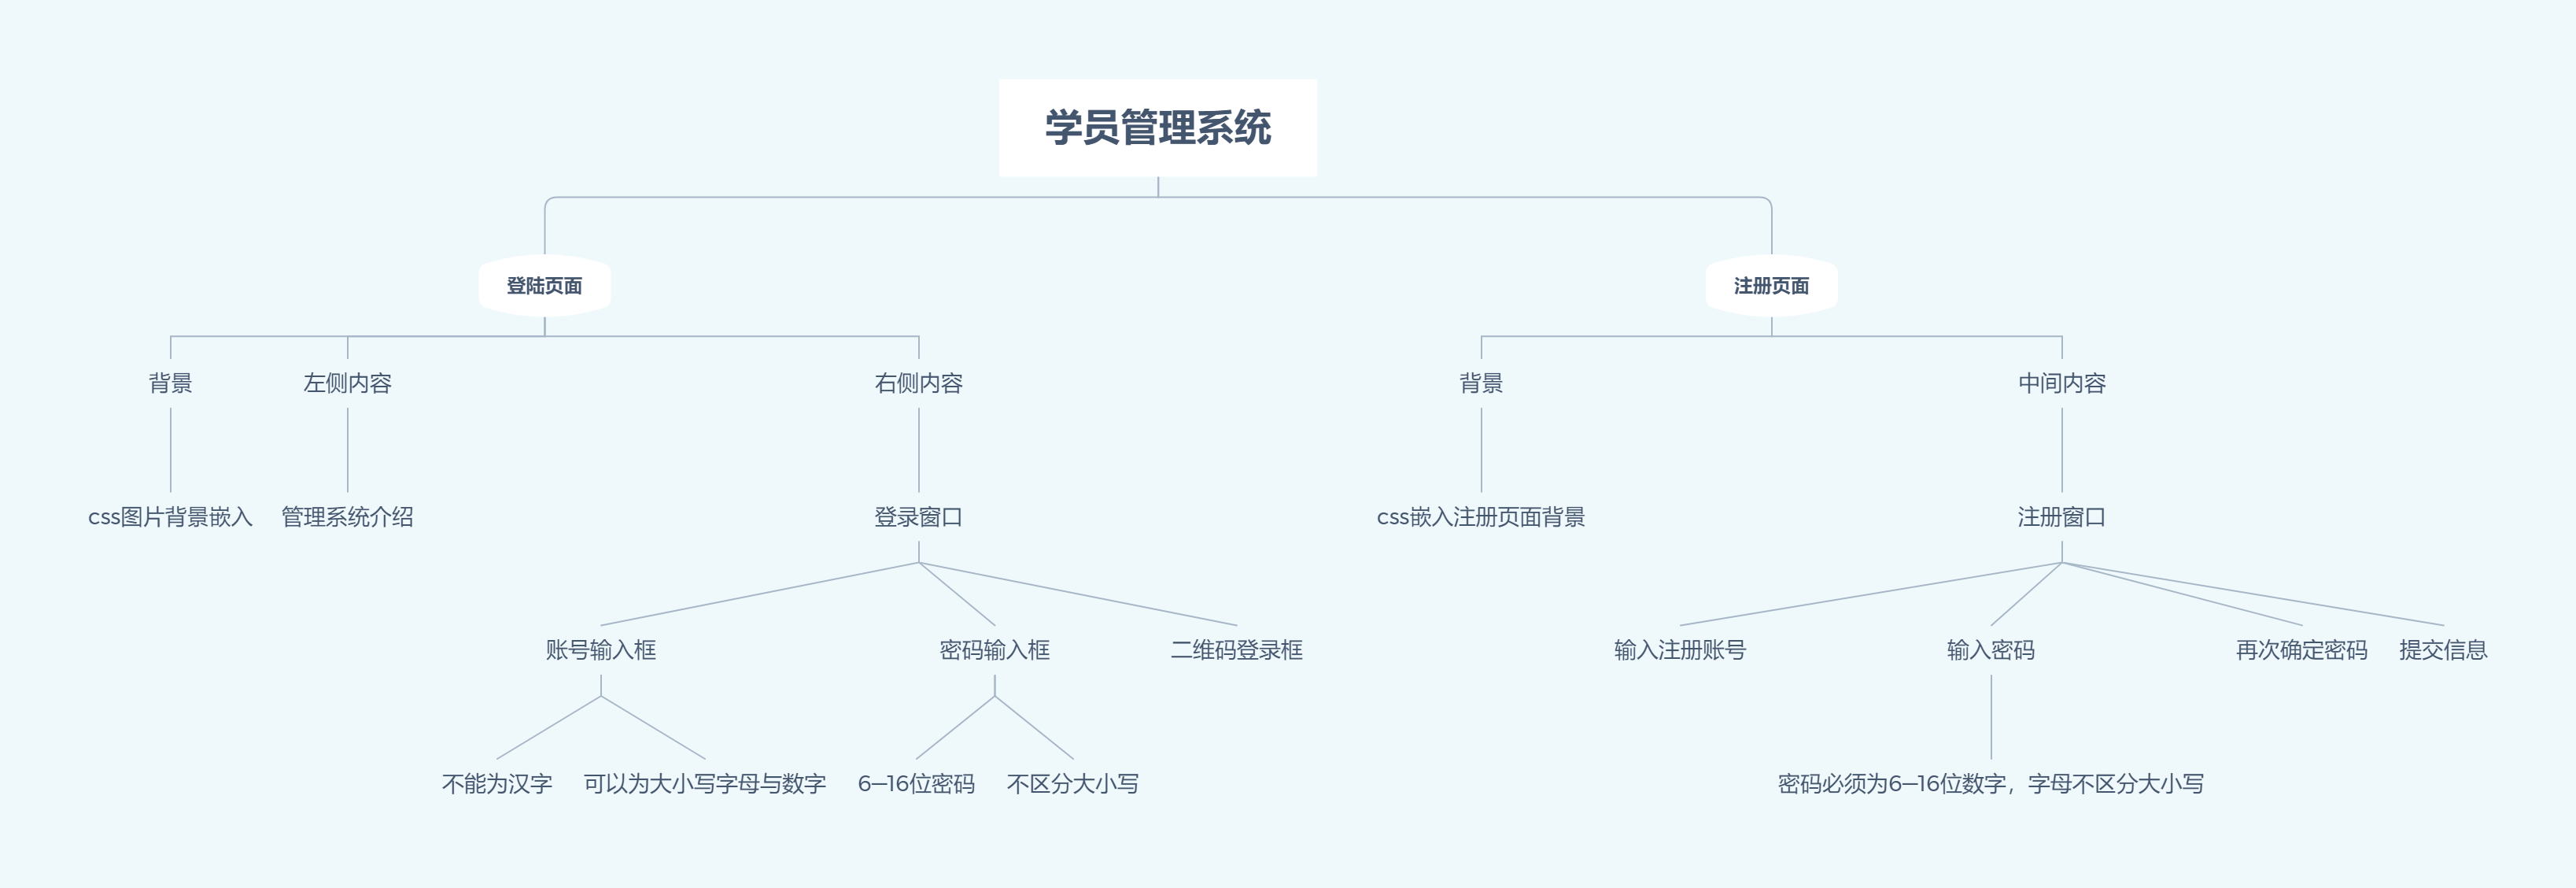 学员管理系统
登陆页面
注册页面
背景
左侧内容
右侧内容
背景
中间内容
css图片背景嵌入
管理系统介绍
登录窗口
css嵌入注册页面背景
注册窗口
账号输入框
密码输入框
二维码登录框
输入注册账号
输入密码
再次确定密码
提交信息
不能为汉字
可以为大小写字母与数字
6—16位密码
不区分大小写
密码必须为6—16位数字，字母不区分大小写